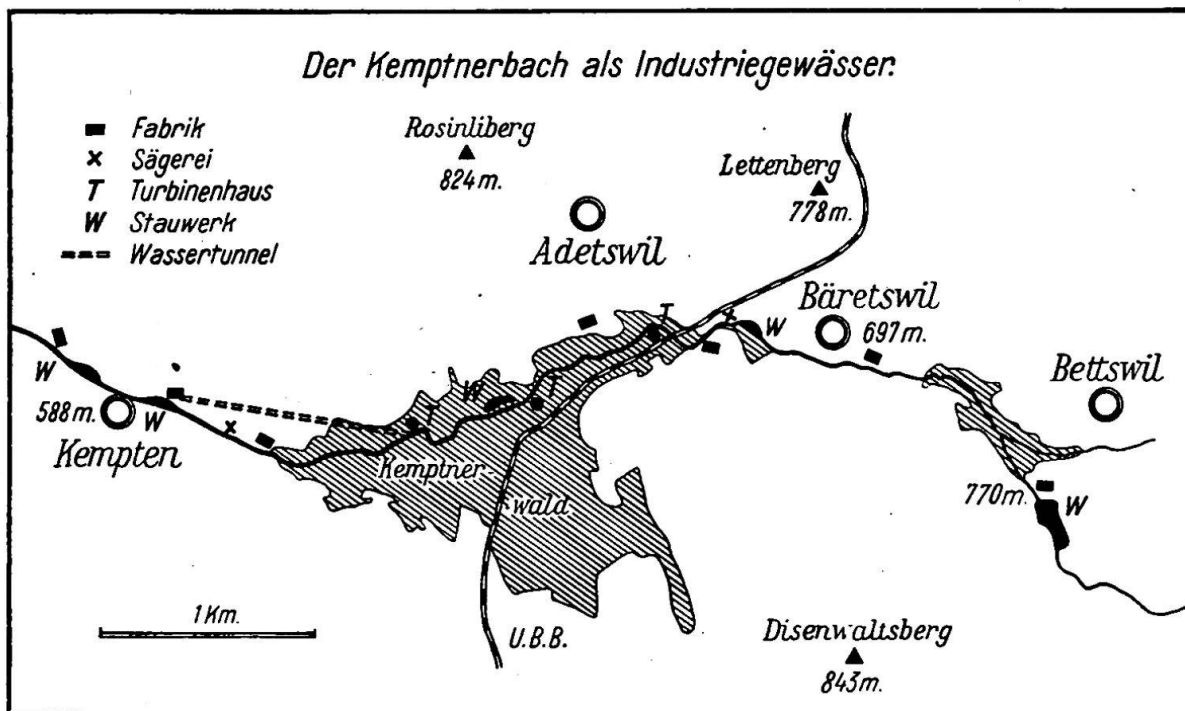 Der Kemptnerbach als Industriegewässer.
Fabrik
x Sägerei
T Turbinenhaus
W Stauwerk
Wassertunnel
Rosinliberg
824 m.
Lettenberg
778 m.
Adetswil
Bäretswil
697 m.
Bettswil
T
x
W
W
588 m.
W
Kempten
x
T
W
T
Kemptner-
wald
770 m.
W
1 Km.
U.B.B.
Disenwaltsberg
843 m.